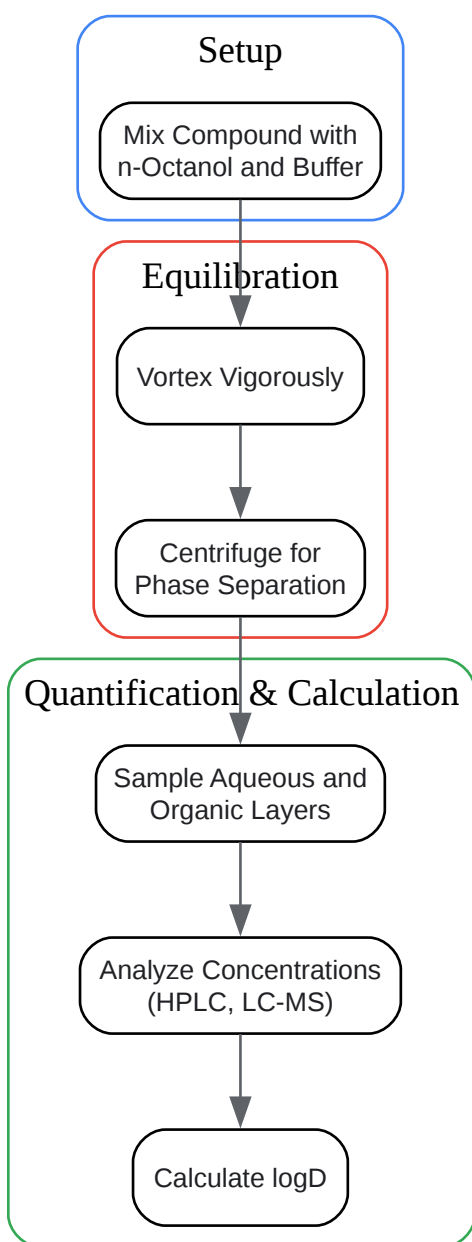 Setup
Mix Compound with
n-Octanol and Buffer
Equilibration
Vortex Vigorously
Centrifuge for
Phase Separation
Quantification & Calculation
Sample Aqueous and
Organic Layers
Analyze Concentrations
(HPLC, LC-MS)
Calculate logD